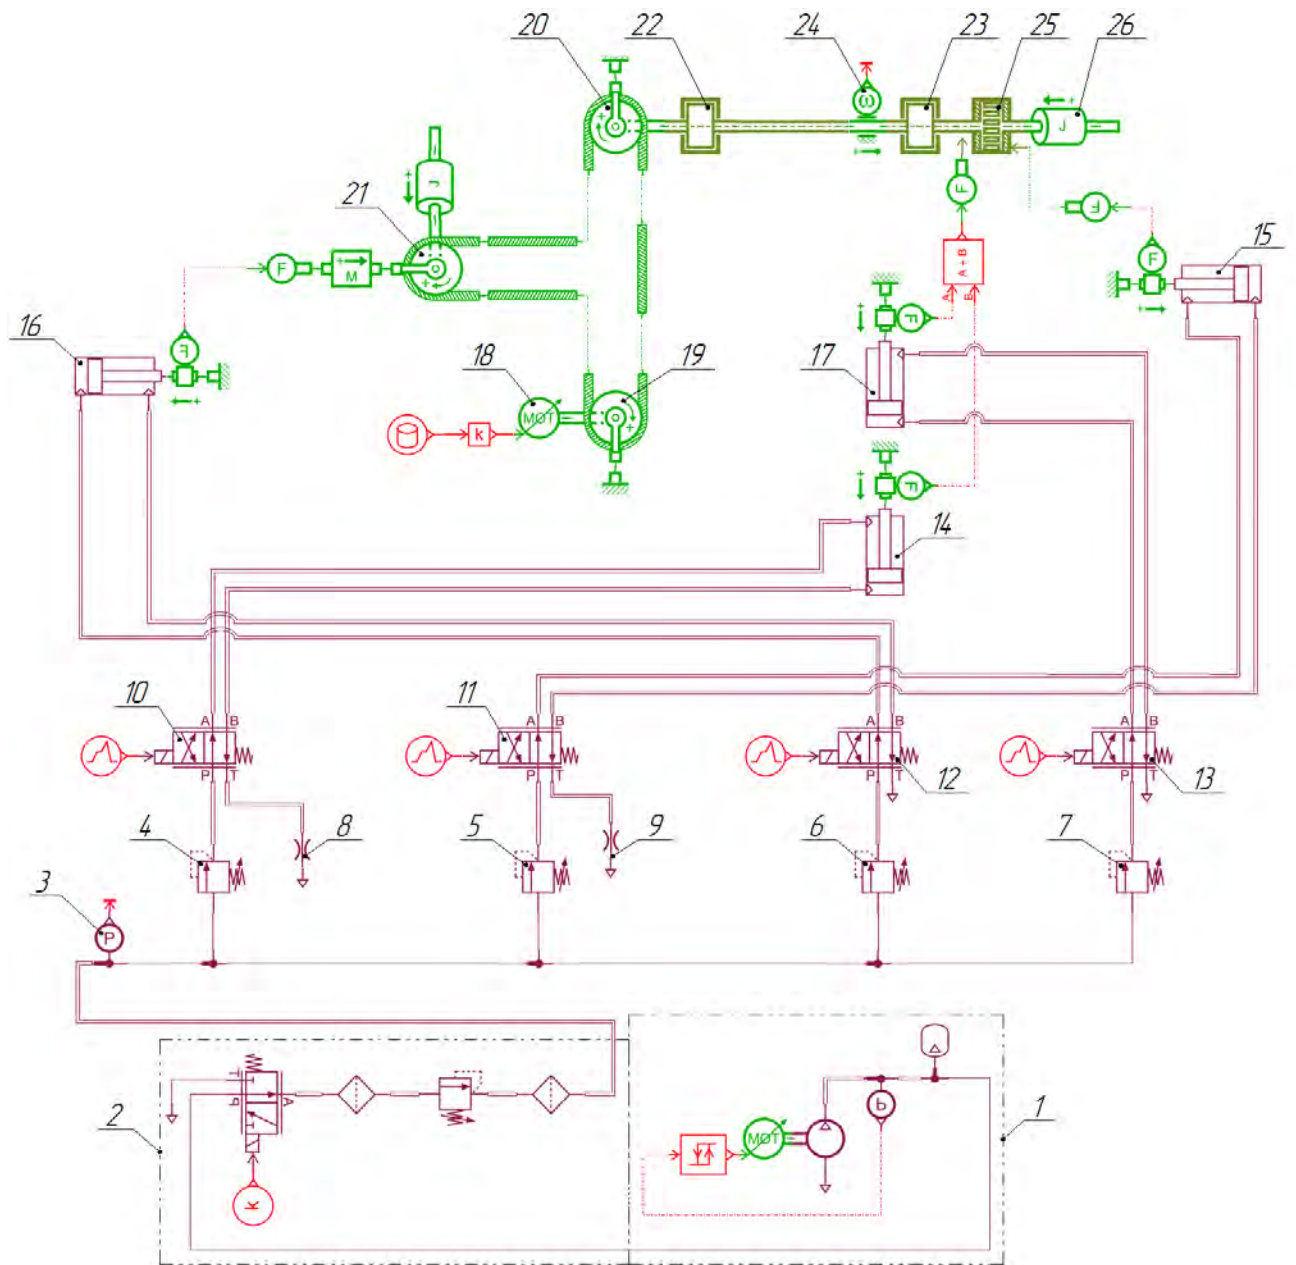 20 22 24 23 25 26
ω
J
21
J
F M
A + B
A B
F
F
F
15
16
F
F
17
18 19
MOT
k
F
14
10 11
A B A B A B A B
P T P T P T P T
12 13
4 8 5 9 6 7
3
P
T
P A
2
k
P
MOT
1